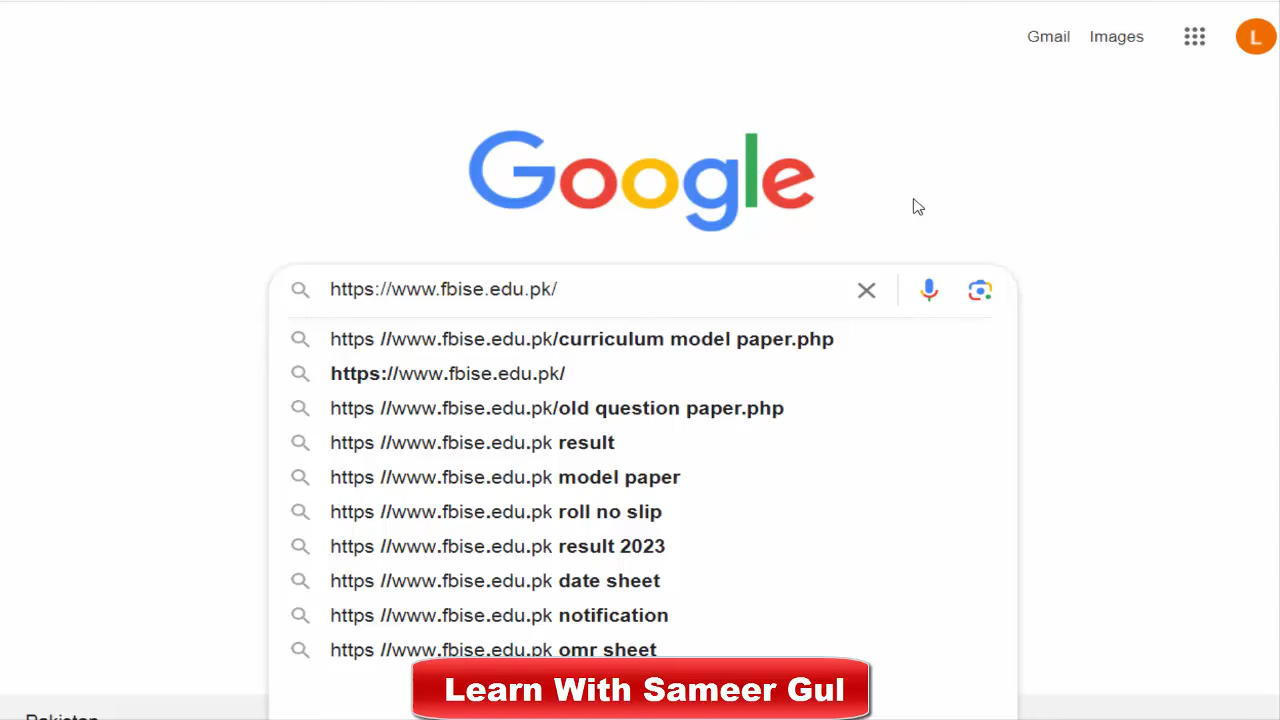 Gmail Images L
Google
https://www.fbise.edu.pk/
https //www.fbise.edu.pk/curriculum model paper.php
https://www.fbise.edu.pk/
https //www.fbise.edu.pk/old question paper.php
https //www.fbise.edu.pk result
https //www.fbise.edu.pk model paper
https //www.fbise.edu.pk roll no slip
https //www.fbise.edu.pk result 2023
https //www.fbise.edu.pk date sheet
https //www.fbise.edu.pk notification
https //www.fbise.edu.pk omr sheet
Learn With Sameer Gul
Pakistan